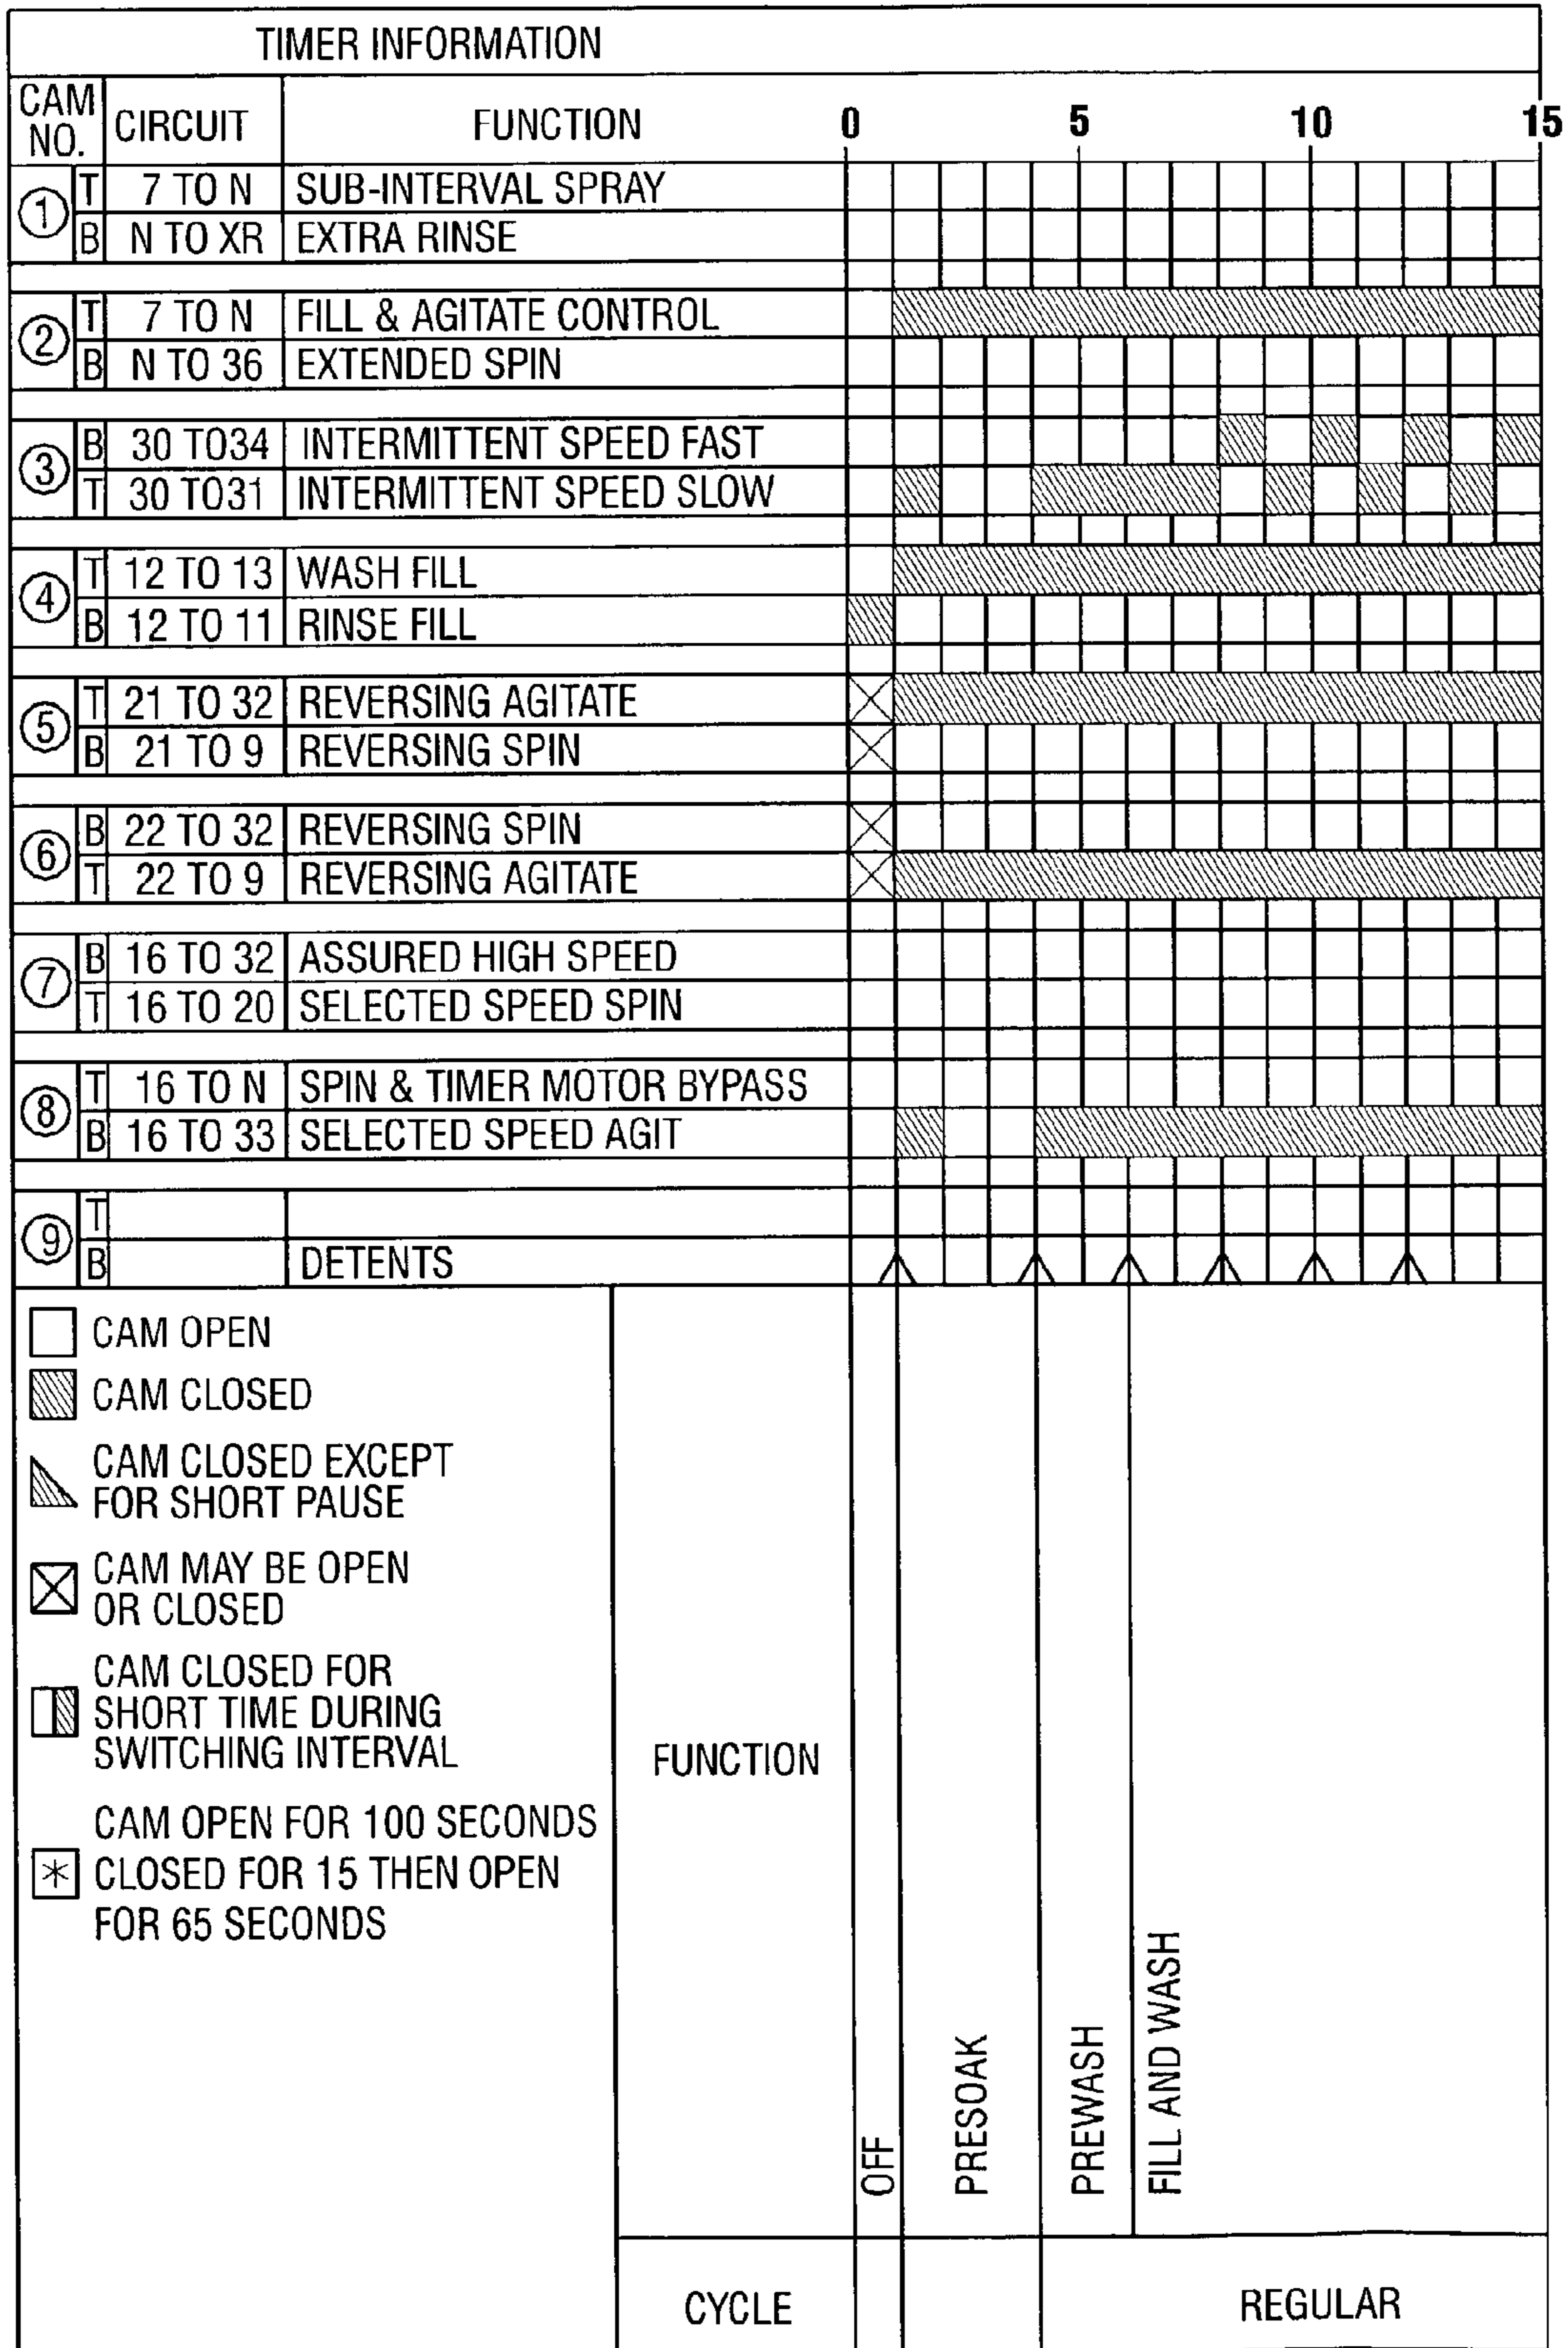 TIMER INFORMATION
CAM NO. CIRCUIT FUNCTION 0 5 10 15
1 T 7 TO N SUB-INTERVAL SPRAY
B N TO XR EXTRA RINSE
2 T 7 TO N FILL & AGITATE CONTROL
B N TO 36 EXTENDED SPIN
3 B 30 TO34 INTERMITTENT SPEED FAST
T 30 TO31 INTERMITTENT SPEED SLOW
4 T 12 TO 13 WASH FILL
B 12 TO 11 RINSE FILL
5 T 21 TO 32 REVERSING AGITATE
B 21 TO 9 REVERSING SPIN
6 B 22 TO 32 REVERSING SPIN
T 22 TO 9 REVERSING AGITATE
7 B 16 TO 32 ASSURED HIGH SPEED
T 16 TO 20 SELECTED SPEED SPIN
8 T 16 TO N SPIN & TIMER MOTOR BYPASS
B 16 TO 33 SELECTED SPEED AGIT
9 T
B DETENTS
CAM OPEN
CAM CLOSED
CAM CLOSED EXCEPT
FOR SHORT PAUSE
CAM MAY BE OPEN
OR CLOSED
CAM CLOSED FOR
SHORT TIME DURING
SWITCHING INTERVAL
CAM OPEN FOR 100 SECONDS
* CLOSED FOR 15 THEN OPEN
FOR 65 SECONDS
FUNCTION
OFF
PRESOAK
PREWASH
FILL AND WASH
CYCLE
REGULAR